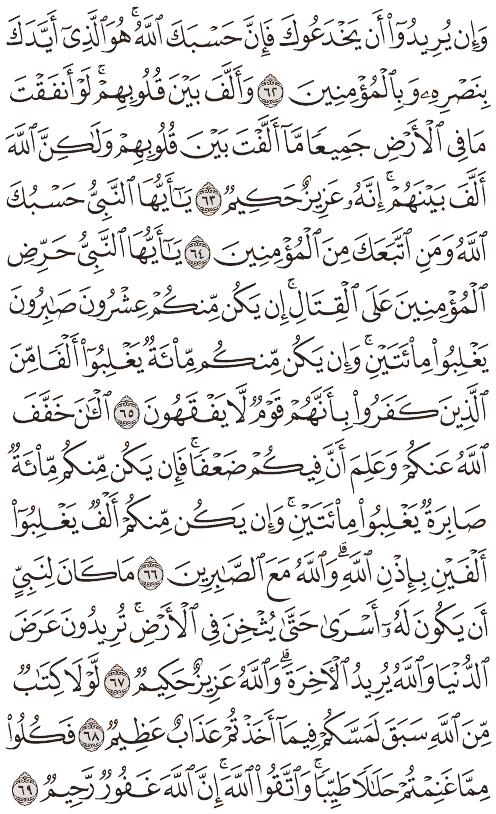 وَإِن يُرِيدُوٓا۟ أَن يَخْدَعُوكَ فَإِنَّ حَسْبَكَ ٱللَّهُ ۚ هُوَ ٱلَّذِىٓ أَيَّدَكَ
بِنَصْرِهِۦ وَبِٱلْمُؤْمِنِينَ ٦٢ وَأَلَّفَ بَيْنَ قُلُوبِهِمْ ۚ لَوْ أَنفَقْتَ
مَا فِى ٱلْأَرْضِ جَمِيعًا مَّآ أَلَّفْتَ بَيْنَ قُلُوبِهِمْ وَلَـٰكِنَّ ٱللَّهَ
أَلَّفَ بَيْنَهُمْ ۚ إِنَّهُۥ عَزِيزٌ حَكِيمٌ ٦٣ يَـٰٓأَيُّهَا ٱلنَّبِىُّ حَسْبُكَ
ٱللَّهُ وَمَنِ ٱتَّبَعَكَ مِنَ ٱلْمُؤْمِنِينَ ٦٤ يَـٰٓأَيُّهَا ٱلنَّبِىُّ حَرِّضِ
ٱلْمُؤْمِنِينَ عَلَى ٱلْقِتَالِ ۚ إِن يَكُن مِّنكُمْ عِشْرُونَ صَـٰبِرُونَ
يَغْلِبُوا۟ مِا۟ئَتَيْنِ ۚ وَإِن يَكُن مِّنكُم مِّا۟ئَةٌ يَغْلِبُوٓا۟ أَلْفًا مِّنَ
ٱلَّذِينَ كَفَرُوا۟ بِأَنَّهُمْ قَوْمٌ لَّا يَفْقَهُونَ ٦٥ ٱلْـَٔـٰنَ خَفَّفَ
ٱللَّهُ عَنكُمْ وَعَلِمَ أَنَّ فِيكُمْ ضَعْفًا ۚ فَإِن يَكُن مِّنكُم مِّا۟ئَةٌ
صَابِرَةٌ يَغْلِبُوا۟ مِا۟ئَتَيْنِ ۚ وَإِن يَكُن مِّنكُمْ أَلْفٌ يَغْلِبُوٓا۟
أَلْفَيْنِ بِإِذْنِ ٱللَّهِ ۗ وَٱللَّهُ مَعَ ٱلصَّـٰبِرِينَ ٦٦ مَا كَانَ لِنَبِىٍّ
أَن يَكُونَ لَهُۥٓ أَسْرَىٰ حَتَّىٰ يُثْخِنَ فِى ٱلْأَرْضِ ۚ تُرِيدُونَ عَرَضَ
ٱلدُّنْيَا وَٱللَّهُ يُرِيدُ ٱلْـَٔاخِرَةَ ۗ وَٱللَّهُ عَزِيزٌ حَكِيمٌ ٦٧ لَّوْلَا كِتَـٰبٌ
مِّنَ ٱللَّهِ سَبَقَ لَمَسَّكُمْ فِيمَآ أَخَذْتُمْ عَذَابٌ عَظِيمٌ ٦٨ فَكُلُوا۟
مِمَّا غَنِمْتُمْ حَلَـٰلًا طَيِّبًا ۚ وَٱتَّقُوا۟ ٱللَّهَ ۚ إِنَّ ٱللَّهَ غَفُورٌ رَّحِيمٌ ٦٩